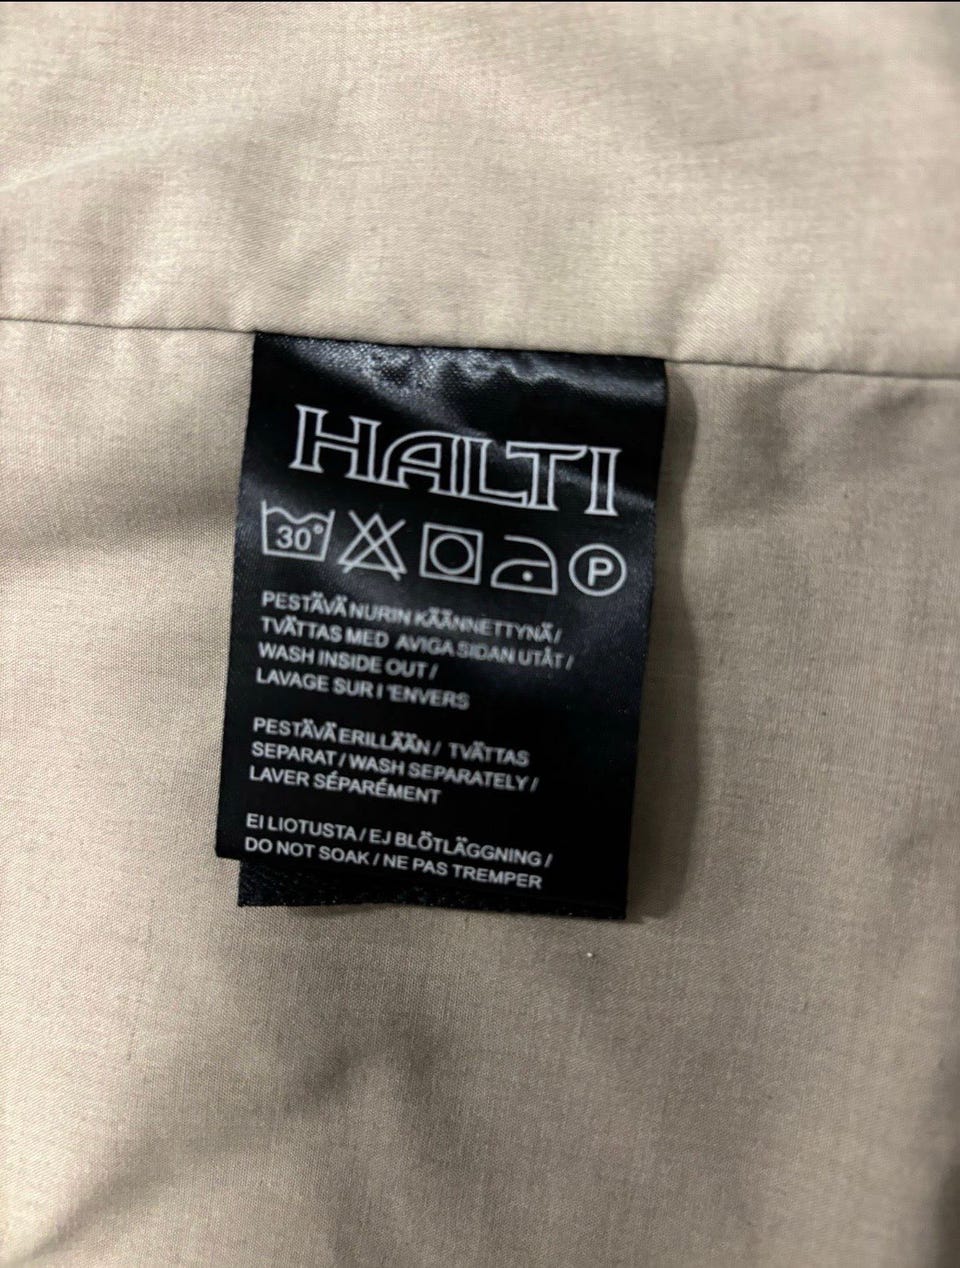 HALTI
30°
P
PESTÄVÄ NURIN KÄÄNNETTYNÄ /
TVÄTTAS MED AVIGA SIDAN UTÅT /
WASH INSIDE OUT /
LAVAGE SUR I 'ENVERS
PESTÄVÄ ERILLÄÄN / TVÄTTAS
SEPARAT / WASH SEPARATELY /
LAVER SÉPARÉMENT
EI LIOTUSTA / EJ BLÖTLÄGGNING /
DO NOT SOAK / NE PAS TREMPER